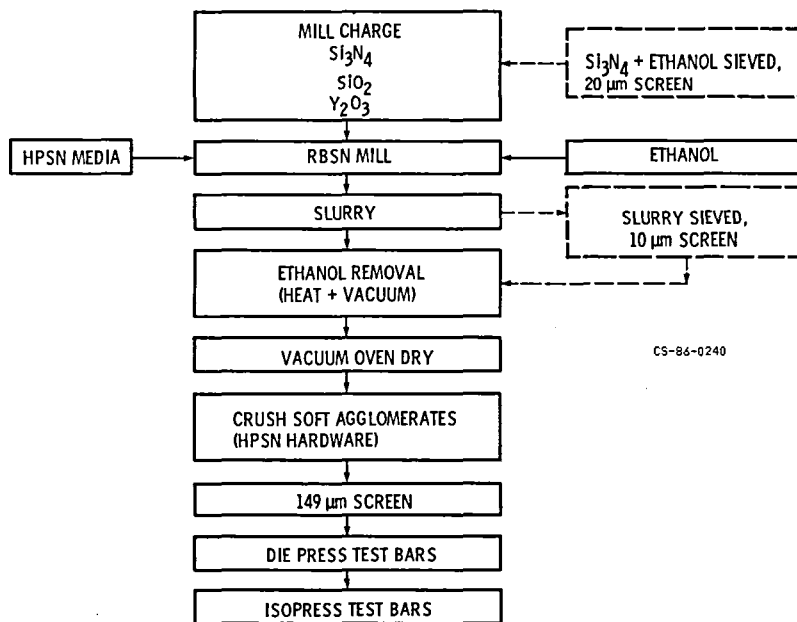 MILL CHARGE
Si₃N₄
SiO₂
Y₂O₃
Si₃N₄ + ETHANOL SIEVED,
20 µm SCREEN
HPSN MEDIA
RBSN MILL
ETHANOL
SLURRY
SLURRY SIEVED,
10 µm SCREEN
ETHANOL REMOVAL
(HEAT + VACUUM)
VACUUM OVEN DRY
CS-86-0240
CRUSH SOFT AGGLOMERATES
(HPSN HARDWARE)
149 µm SCREEN
DIE PRESS TEST BARS
ISOPRESS TEST BARS